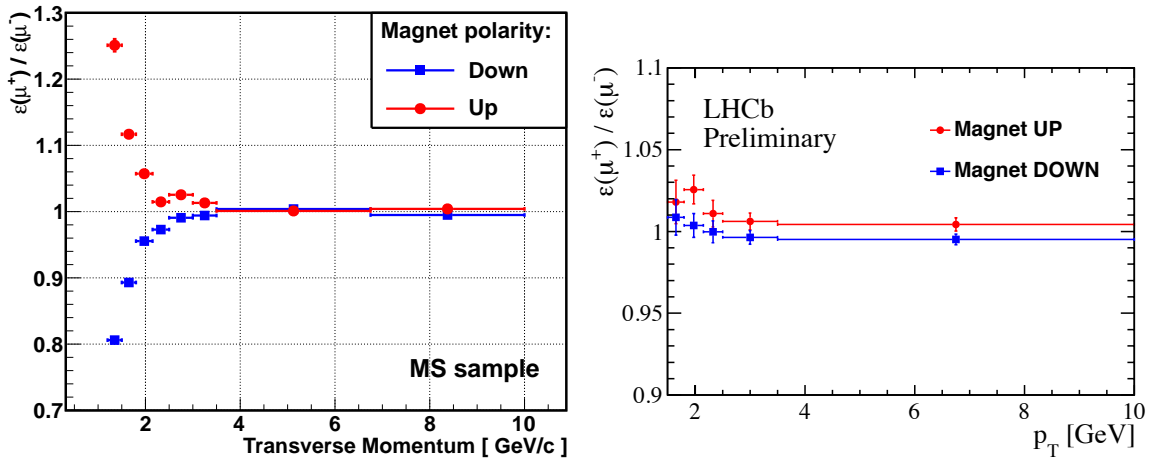 ε(μ⁺) / ε(μ⁻)
1.3
1.2
1.1
1
0.9
0.8
0.7
Magnet polarity:
Down
Up
MS sample
2
4
6
8
10
Transverse Momentum [ GeV/c ]
ε(μ⁺) / ε(μ⁻)
1.1
1.05
1
0.95
0.9
LHCb
Preliminary
Magnet UP
Magnet DOWN
2
4
6
8
10
p_T [GeV]